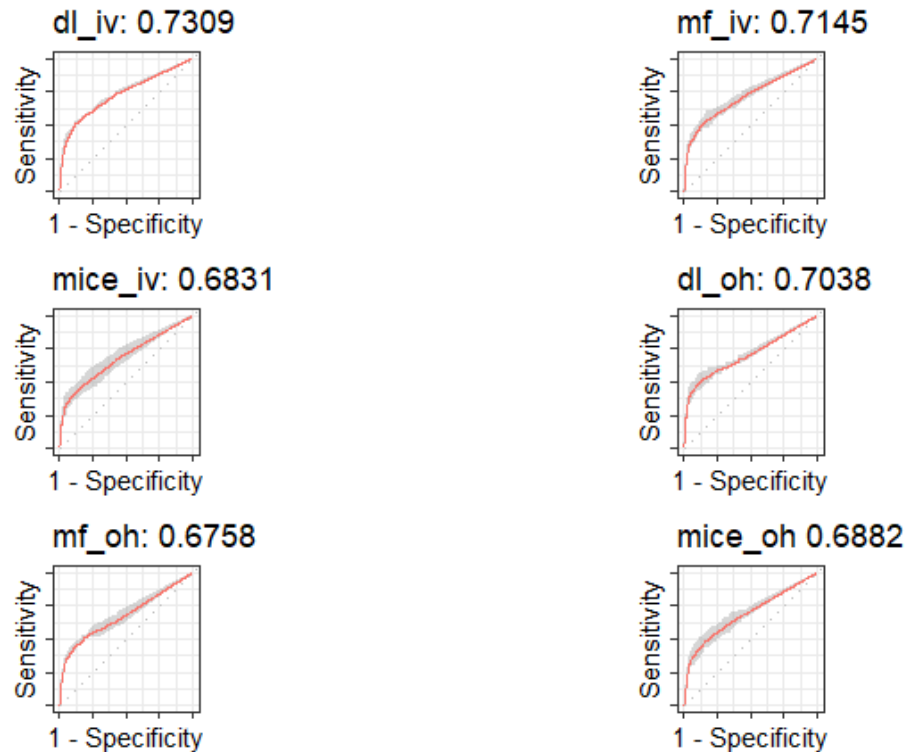 dl_iv: 0.7309
Sensitivity
1 - Specificity
mf_iv: 0.7145
Sensitivity
1 - Specificity
mice_iv: 0.6831
Sensitivity
1 - Specificity
dl_oh: 0.7038
Sensitivity
1 - Specificity
mf_oh: 0.6758
Sensitivity
1 - Specificity
mice_oh 0.6882
Sensitivity
1 - Specificity